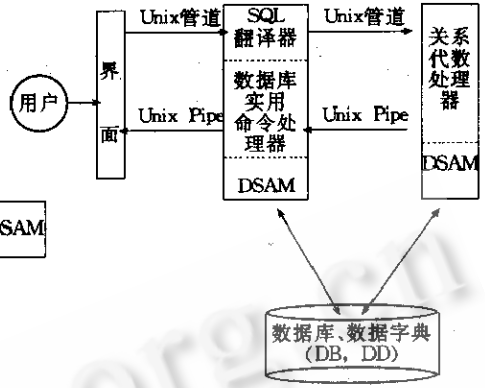 Unix管道
Unix管道
SQL
翻译器
数据库
实用
命令处
理器
DSAM
关系
代数
处理
器
DSAM
界
面
用户
Unix Pipe
Unix Pipe
SAM
数据库、数据字典
(DB, DD)
org.cn